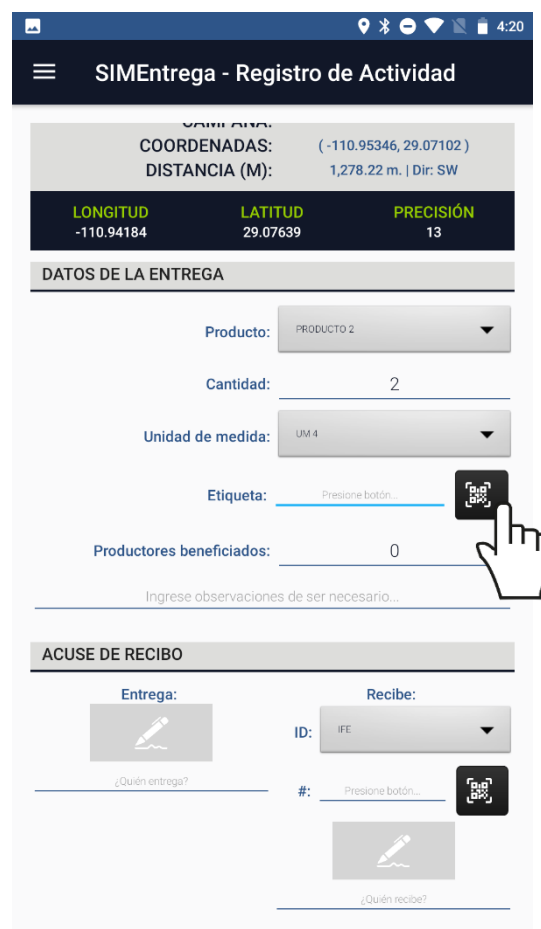 4:20
SIMEntrega - Registro de Actividad
CAMPAÑA:
COORDENADAS: ( -110.95346, 29.07102 )
DISTANCIA (M): 1,278.22 m. | Dir: SW
LONGITUD LATITUD PRECISIÓN
-110.94184 29.07639 13
DATOS DE LA ENTREGA
Producto: PRODUCTO 2
Cantidad: 2
Unidad de medida: UM 4
Etiqueta: Presione botón...
Productores beneficiados: 0
Ingrese observaciones de ser necesario...
ACUSE DE RECIBO
Entrega: Recibe:
ID: IFE
¿Quién entrega?
#: Presione botón...
¿Quién recibe?